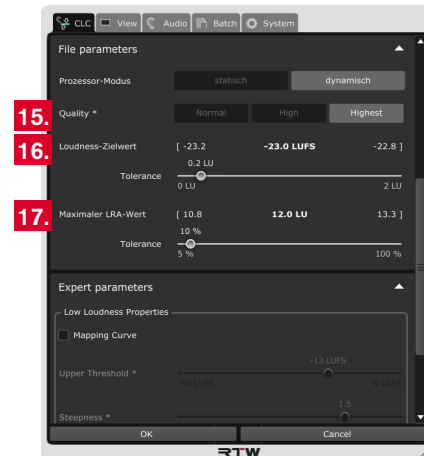 CLC View Audio Batch System
File parameters
Prozessor-Modus statisch dynamisch
15. Quality * Normal High Highest
16. Loudness-Zielwert [ -23.2 -23.0 LUFS -22.8 ]
0.2 LU
Tolerance
0 LU 2 LU
17. Maximaler LRA-Wert [ 10.8 12.0 LU 13.3 ]
10 %
Tolerance
5 % 100 %
Expert parameters
Low Loudness Properties
Mapping Curve
-13 LUFS
Upper Threshold *
-40 LUFS 0 LUFS
1.5
Steepness *
OK Cancel
RTW